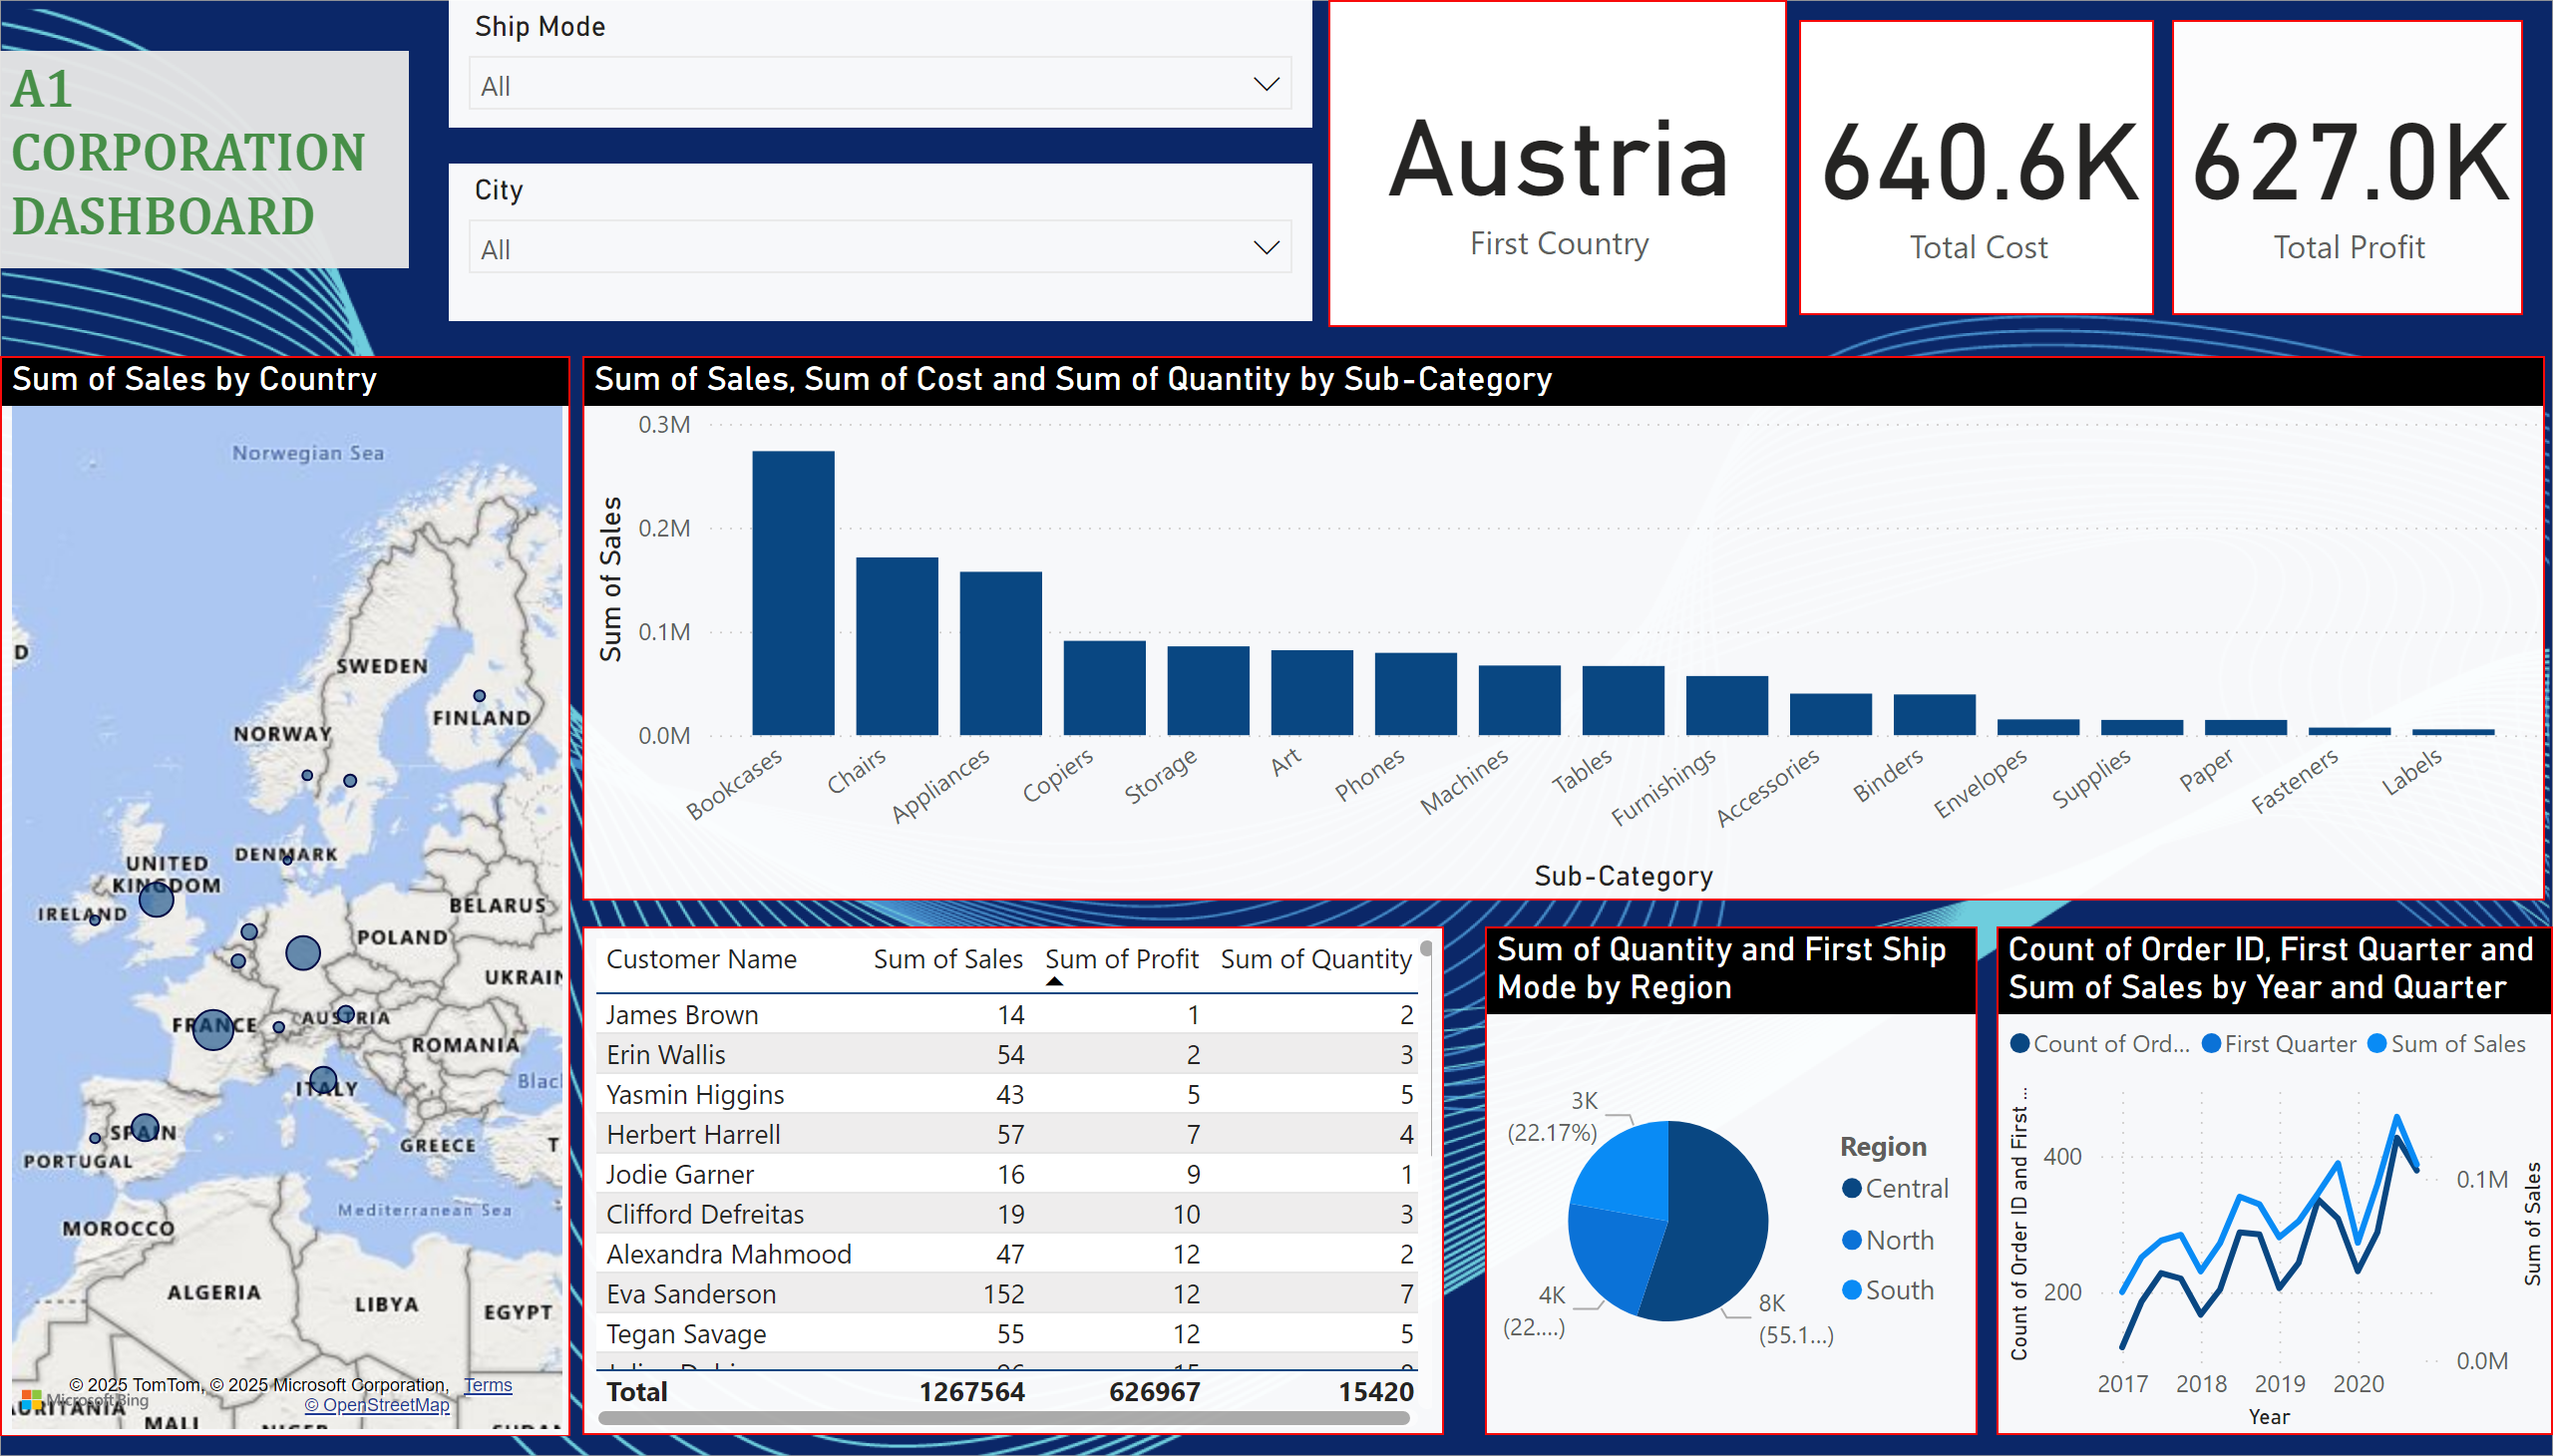 A1
CORPORATION
DASHBOARD
Ship Mode
All
City
All
Austria
First Country
640.6K
Total Cost
627.0K
Total Profit
Sum of Sales by Country
Norwegian Sea
D
SWEDEN
FINLAND
NORWAY
DENMARK
UNITED
KINGDOM
IRELAND
BELARUS
POLAND
UKRAIN
FRANCE
AUSTRIA
ROMANIA
ITALY
Blac
SPAIN
GREECE
T
PORTUGAL
Mediterranean Sea
MOROCCO
ALGERIA
LIBYA
EGYPT
© 2025 TomTom, © 2025 Microsoft Corporation, Terms
Microsoft Bing
© OpenStreetMap
Sum of Sales, Sum of Cost and Sum of Quantity by Sub-Category
Sum of Sales
0.3M
0.2M
0.1M
0.0M
Bookcases
Chairs
Appliances
Copiers
Storage
Art
Phones
Machines
Tables
Furnishings
Accessories
Binders
Envelopes
Supplies
Paper
Fasteners
Labels
Sub-Category
Customer Name Sum of Sales Sum of Profit Sum of Quantity
James Brown 14 1 2
Erin Wallis 54 2 3
Yasmin Higgins 43 5 5
Herbert Harrell 57 7 4
Jodie Garner 16 9 1
Clifford Defreitas 19 10 3
Alexandra Mahmood 47 12 2
Eva Sanderson 152 12 7
Tegan Savage 55 12 5
Total 1267564 626967 15420
Sum of Quantity and First Ship
Mode by Region
3K
(22.17%)
4K
(22....)
8K
(55.1...)
Region
Central
North
South
Count of Order ID, First Quarter and
Sum of Sales by Year and Quarter
Count of Ord... First Quarter Sum of Sales
Count of Order ID and First ...
400
200
0.1M
0.0M
Sum of Sales
2017 2018 2019 2020
Year